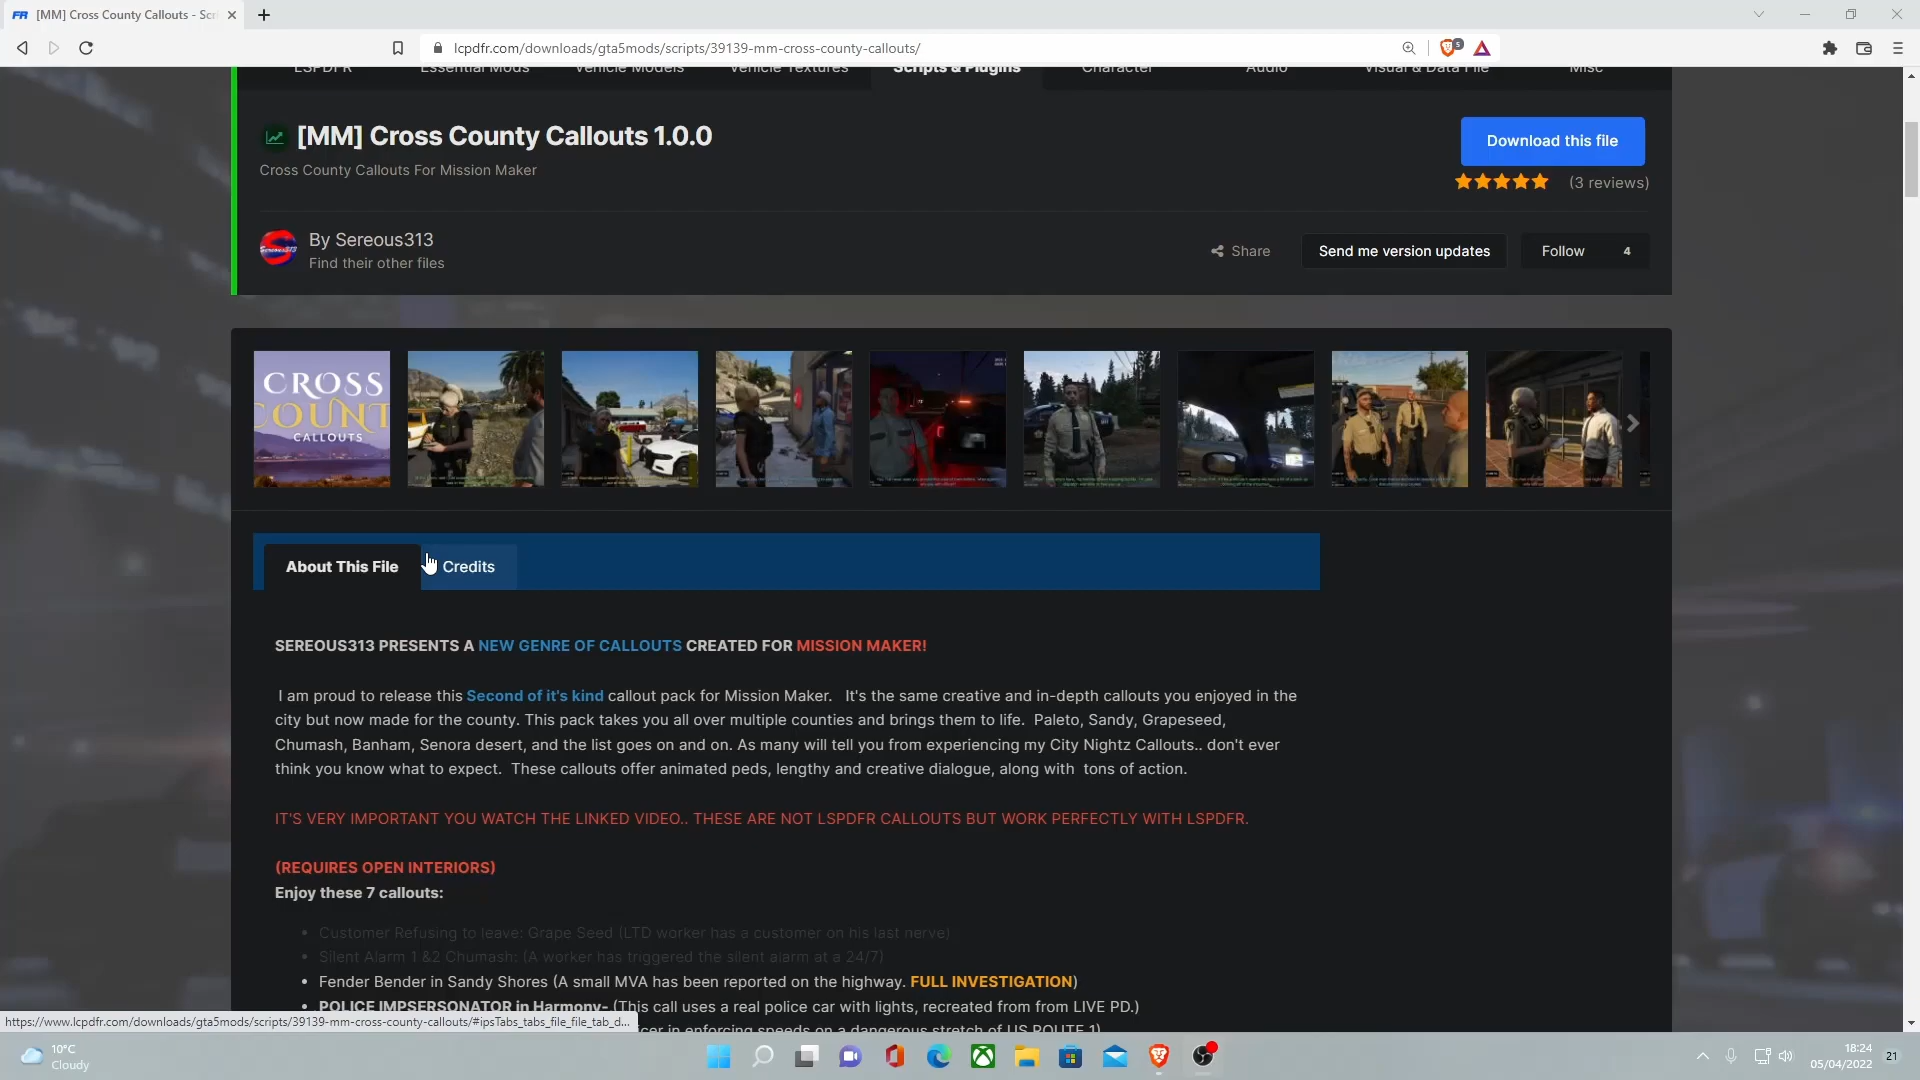 [MM] Cross County Callouts - Scr
lcpdfr.com/downloads/gta5mods/scripts/39139-mm-cross-county-callouts/
5
LSPDFR Essential Mods Vehicle Models Vehicle Textures Scripts & Plugins Character Audio Visual & Data File Misc
[MM] Cross County Callouts 1.0.0
Download this file
Cross County Callouts For Mission Maker
(3 reviews)
By Sereous313
Find their other files
Share
Send me version updates
Follow 4
CROSS
COUNT
CALLOUTS
About This File
Credits
SEREOUS313 PRESENTS A NEW GENRE OF CALLOUTS CREATED FOR MISSION MAKER!
I am proud to release this Second of it's kind callout pack for Mission Maker. It's the same creative and in-depth callouts you enjoyed in the
city but now made for the county. This pack takes you all over multiple counties and brings them to life. Paleto, Sandy, Grapeseed,
Chumash, Banham, Senora desert, and the list goes on and on. As many will tell you from experiencing my City Nightz Callouts.. don't ever
think you know what to expect. These callouts offer animated peds, lengthy and creative dialogue, along with tons of action.
IT'S VERY IMPORTANT YOU WATCH THE LINKED VIDEO.. THESE ARE NOT LSPDFR CALLOUTS BUT WORK PERFECTLY WITH LSPDFR.
(REQUIRES OPEN INTERIORS)
Enjoy these 7 callouts:
• Customer Refusing to leave: Grape Seed (LTD worker has a customer on his last nerve)
• Silent Alarm 1 &2 Chumash: (A worker has triggered the silent alarm at a 24/7)
• Fender Bender in Sandy Shores (A small MVA has been reported on the highway. FULL INVESTIGATION)
• POLICE IMPSERSONATOR in Harmony- (This call uses a real police car with lights, recreated from from LIVE PD.)
icer in enforcing speeds on a dangerous stretch of US ROUTE 1)
https://www.lcpdfr.com/downloads/gta5mods/scripts/39139-mm-cross-county-callouts/#ipsTabs_tabs_file_file_tab_d...
10°C
Cloudy
18:24
05/04/2022
21